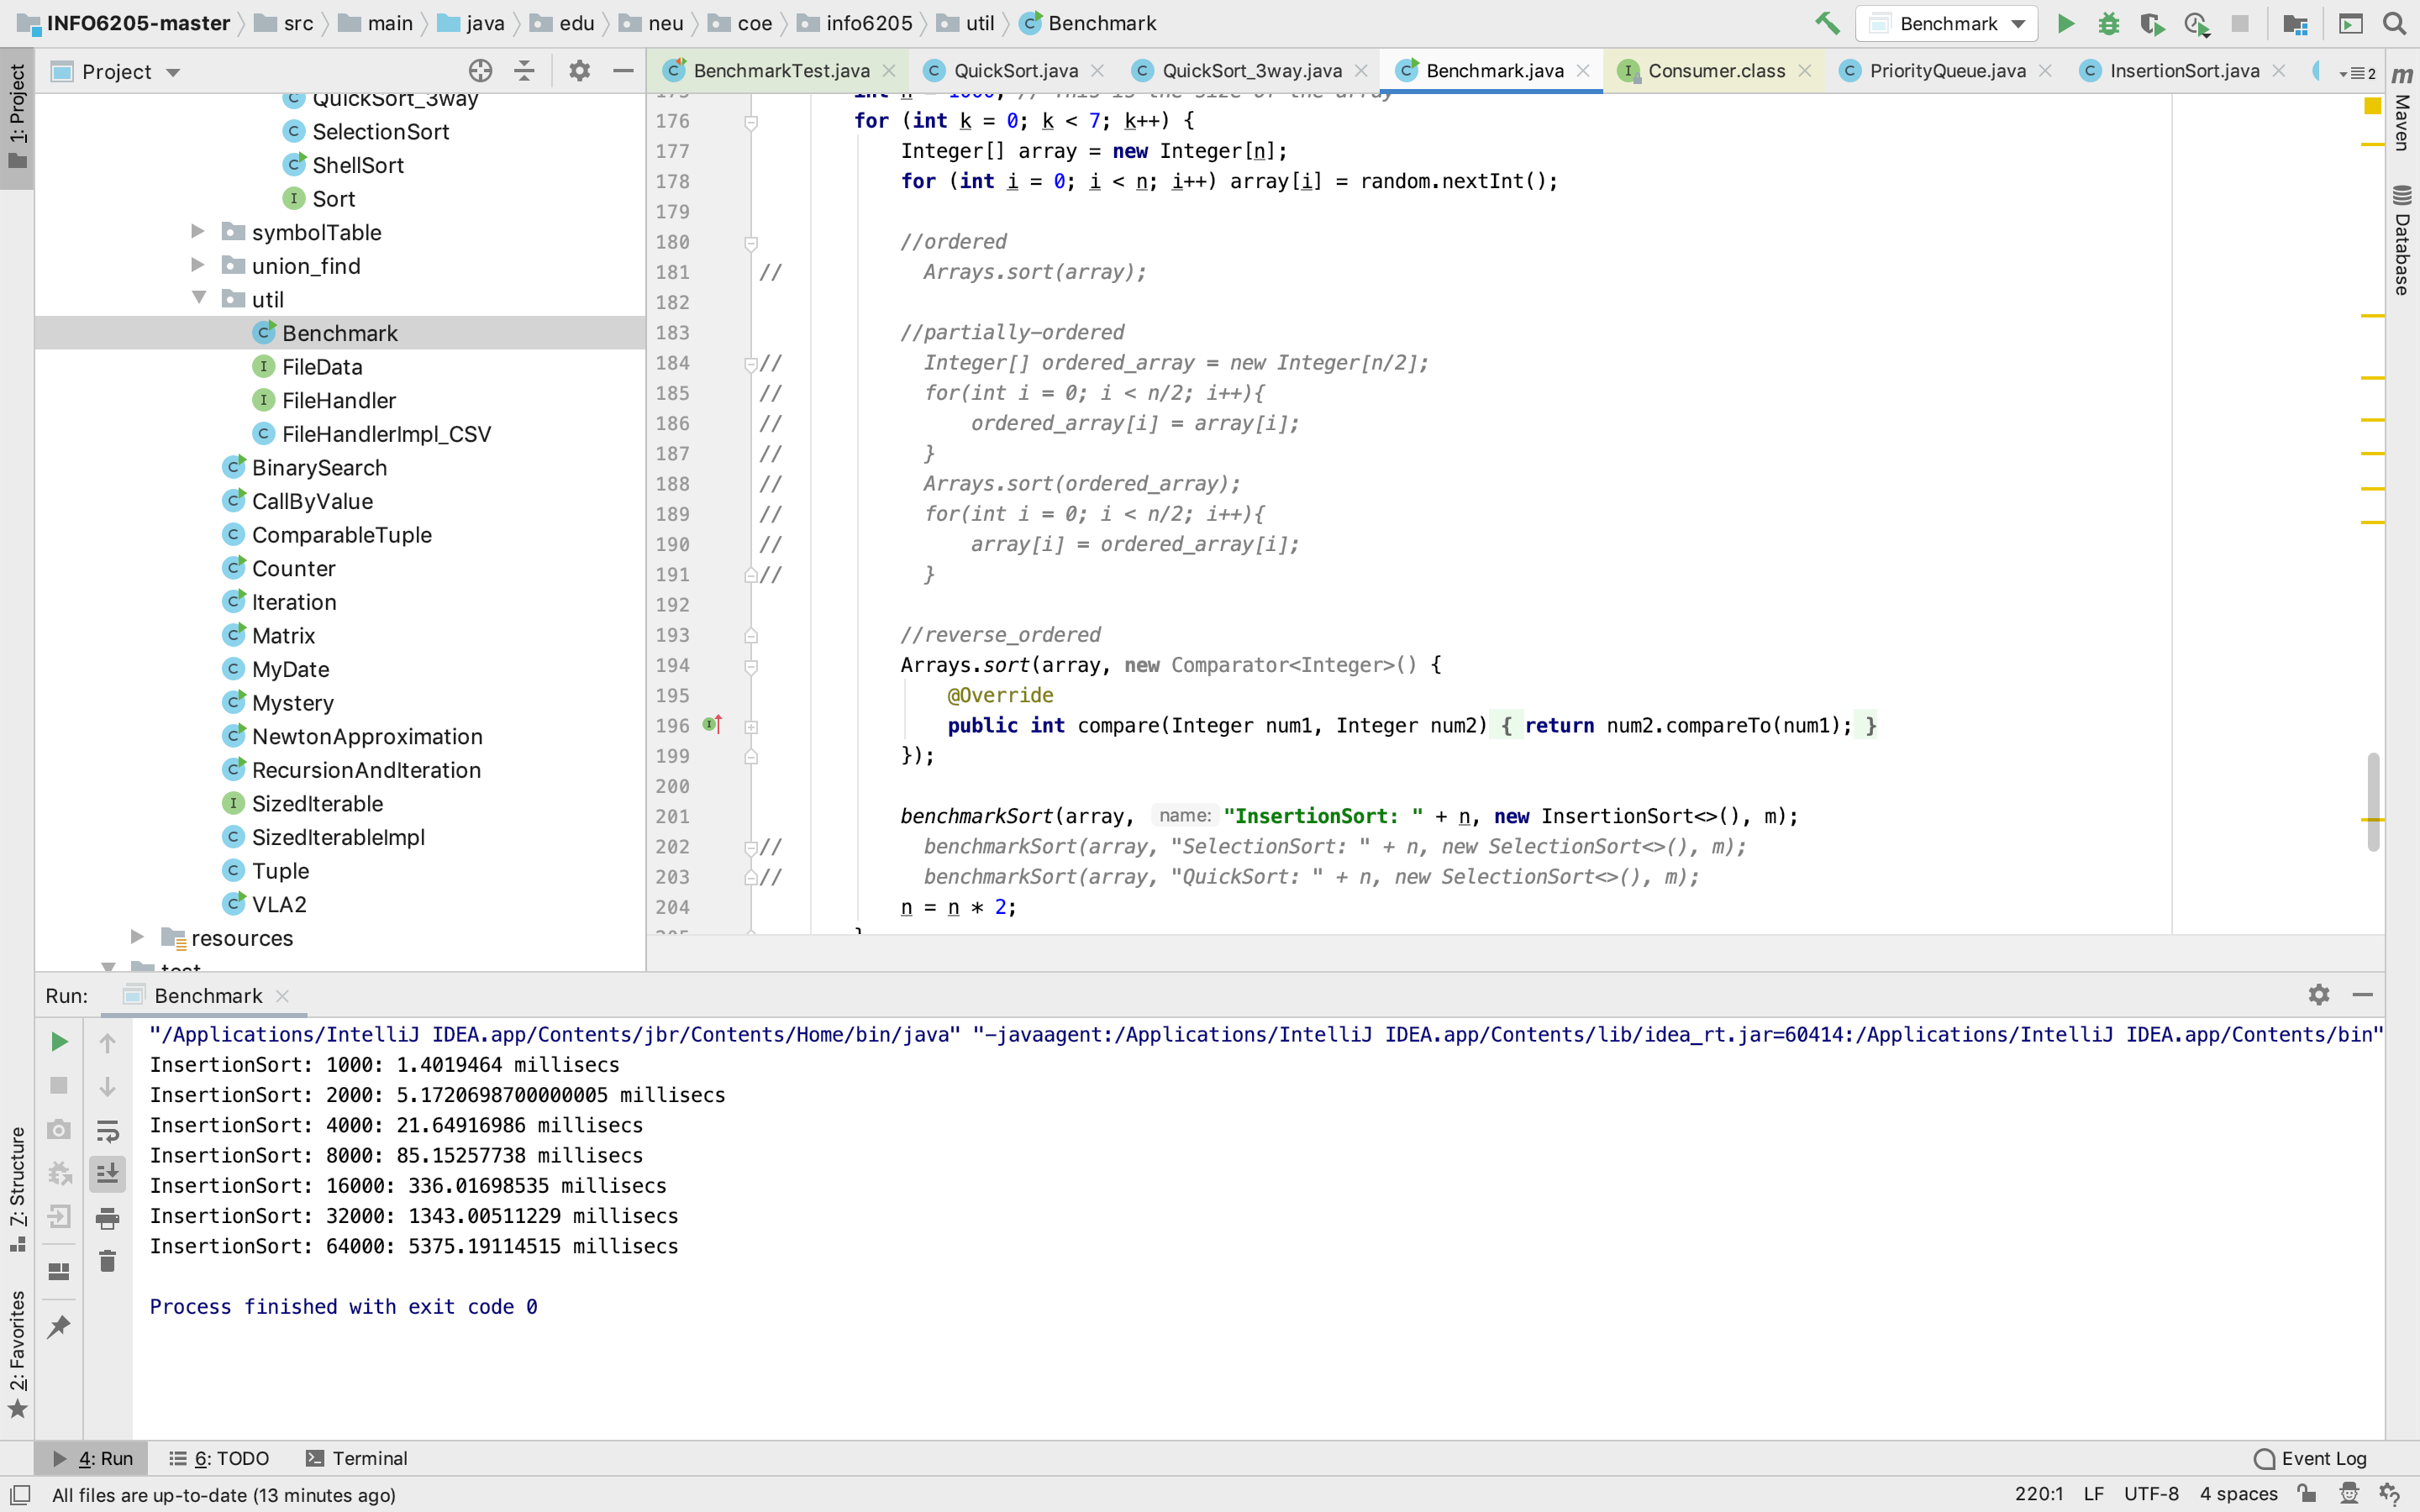 INFO6205-master src main java edu neu coe info6205 util Benchmark
Benchmark
1: Project
Project
QuickSort_3way
SelectionSort
ShellSort
Sort
symbolTable
union_find
util
Benchmark
FileData
FileHandler
FileHandlerImpl_CSV
BinarySearch
CallByValue
ComparableTuple
Counter
Iteration
Matrix
MyDate
Mystery
NewtonApproximation
RecursionAndIteration
SizedIterable
SizedIterableImpl
Tuple
VLA2
resources
test
BenchmarkTest.java QuickSort.java QuickSort_3way.java Benchmark.java Consumer.class PriorityQueue.java InsertionSort.java 2
175 int n = 1000; // This is the size of the array
176 for (int k = 0; k < 7; k++) {
177 Integer[] array = new Integer[n];
178 for (int i = 0; i < n; i++) array[i] = random.nextInt();
179
180 //ordered
181 // Arrays.sort(array);
182
183 //partially-ordered
184 // Integer[] ordered_array = new Integer[n/2];
185 // for(int i = 0; i < n/2; i++){
186 // ordered_array[i] = array[i];
187 // }
188 // Arrays.sort(ordered_array);
189 // for(int i = 0; i < n/2; i++){
190 // array[i] = ordered_array[i];
191 // }
192
193 //reverse_ordered
194 Arrays.sort(array, new Comparator<Integer>() {
195 @Override
196 public int compare(Integer num1, Integer num2) { return num2.compareTo(num1); }
199 });
200
201 benchmarkSort(array, name: "InsertionSort: " + n, new InsertionSort<>(), m);
202 // benchmarkSort(array, "SelectionSort: " + n, new SelectionSort<>(), m);
203 // benchmarkSort(array, "QuickSort: " + n, new SelectionSort<>(), m);
204 n = n * 2;
205 }
Maven
Database
Run: Benchmark
"/Applications/IntelliJ IDEA.app/Contents/jbr/Contents/Home/bin/java" "-javaagent:/Applications/IntelliJ IDEA.app/Contents/lib/idea_rt.jar=60414:/Applications/IntelliJ IDEA.app/Contents/bin"
InsertionSort: 1000: 1.4019464 millisecs
InsertionSort: 2000: 5.1720698700000005 millisecs
InsertionSort: 4000: 21.64916986 millisecs
InsertionSort: 8000: 85.15257738 millisecs
InsertionSort: 16000: 336.01698535 millisecs
InsertionSort: 32000: 1343.00511229 millisecs
InsertionSort: 64000: 5375.19114515 millisecs
Process finished with exit code 0
7: Structure
2: Favorites
4: Run 6: TODO Terminal Event Log
All files are up-to-date (13 minutes ago) 220:1 LF UTF-8 4 spaces